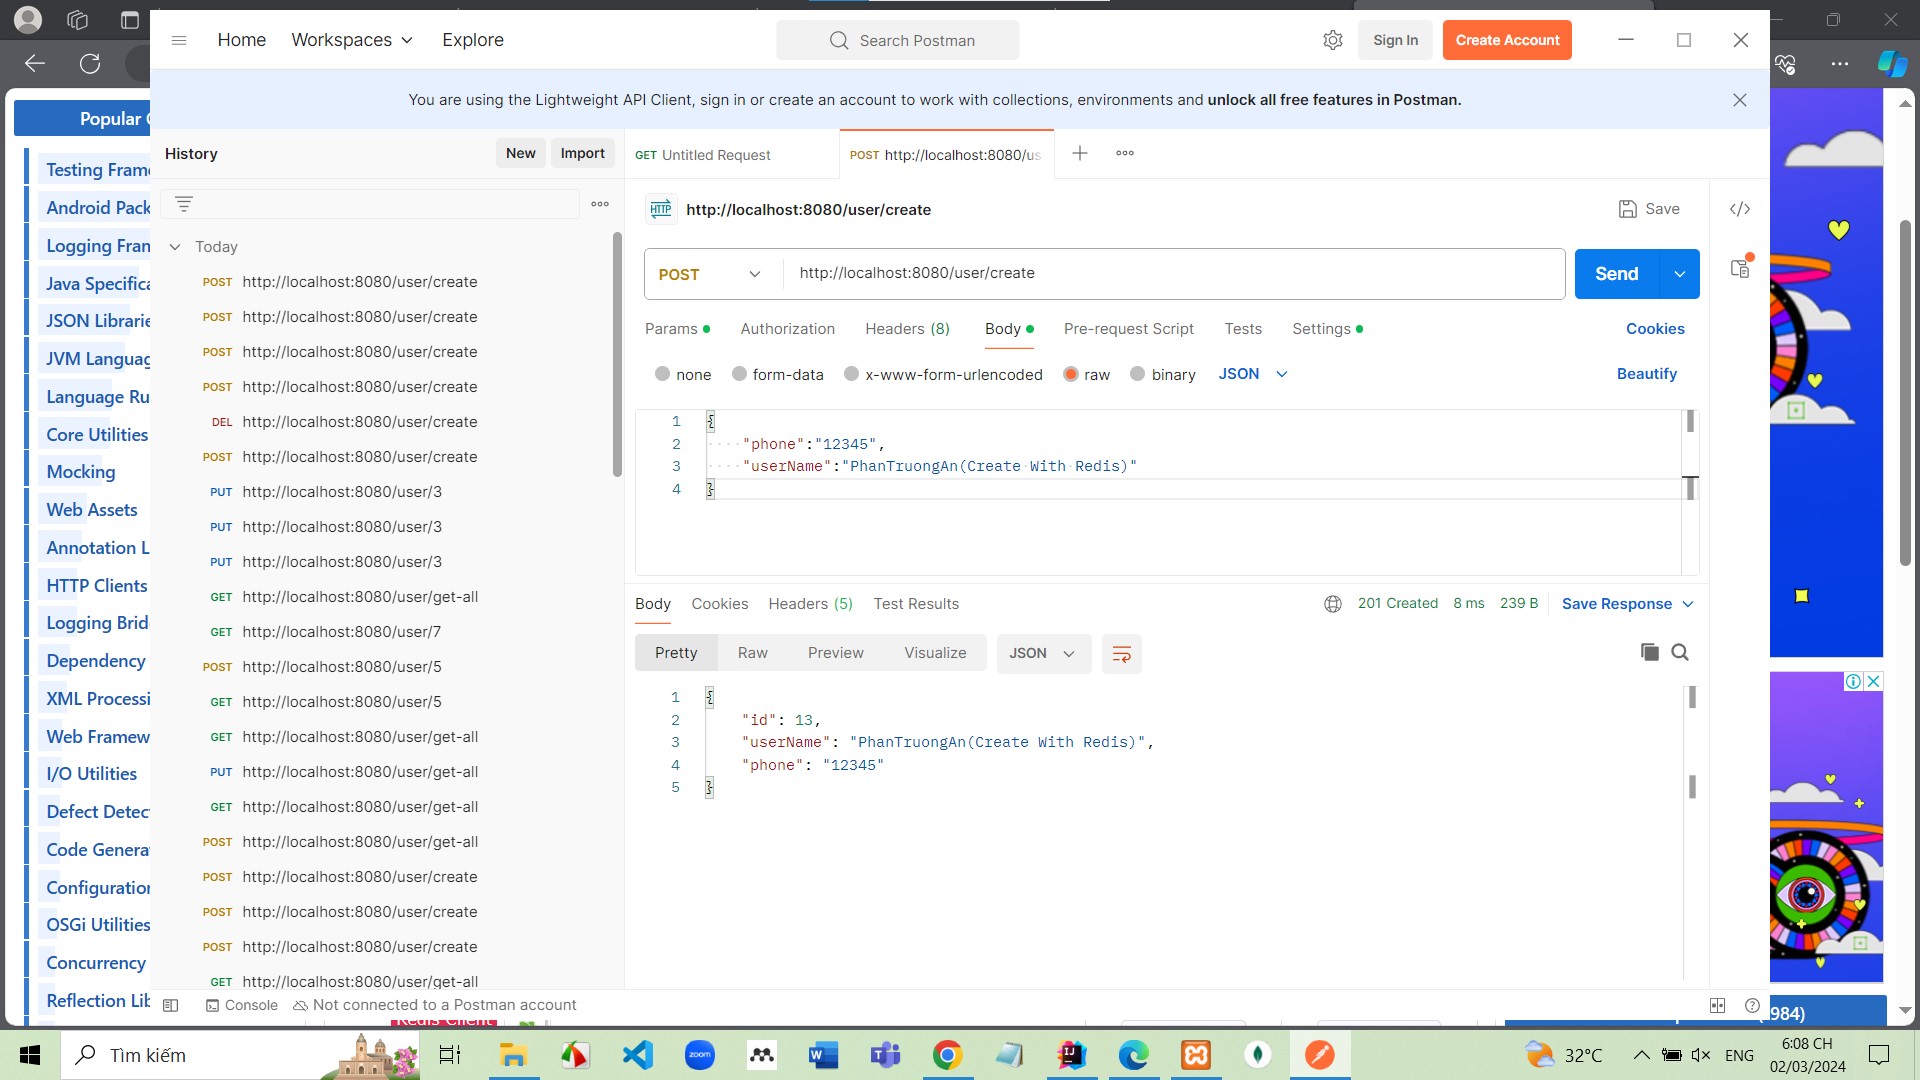 Home
Workspaces
Explore
Search Postman
Sign In
Create Account
You are using the Lightweight API Client, sign in or create an account to work with collections, environments and unlock all free features in Postman.
Popular
Testing Fram
Android Pack
Logging Fran
Java Specifica
JSON Librarie
JVM Languag
Language Ru
Core Utilities
Mocking
Web Assets
Annotation L
HTTP Clients
Logging Brid
Dependency
XML Processi
Web Framew
I/O Utilities
Defect Detec
Code Genera
Configuration
OSGi Utilities
Concurrency
Reflection Lib
History
New
Import
Today
POST http://localhost:8080/user/create
POST http://localhost:8080/user/create
POST http://localhost:8080/user/create
POST http://localhost:8080/user/create
DEL http://localhost:8080/user/create
POST http://localhost:8080/user/create
PUT http://localhost:8080/user/3
PUT http://localhost:8080/user/3
PUT http://localhost:8080/user/3
GET http://localhost:8080/user/get-all
GET http://localhost:8080/user/7
POST http://localhost:8080/user/5
GET http://localhost:8080/user/5
GET http://localhost:8080/user/get-all
PUT http://localhost:8080/user/get-all
GET http://localhost:8080/user/get-all
POST http://localhost:8080/user/get-all
POST http://localhost:8080/user/create
POST http://localhost:8080/user/create
POST http://localhost:8080/user/create
GET http://localhost:8080/user/get-all
GET Untitled Request
POST http://localhost:8080/us
HTTP http://localhost:8080/user/create
Save
POST http://localhost:8080/user/create
Send
Params
Authorization
Headers (8)
Body
Pre-request Script
Tests
Settings
Cookies
none
form-data
x-www-form-urlencoded
raw
binary
JSON
Beautify
1 {
2 "phone":"12345",
3 "userName":"PhanTruongAn(Create With Redis)"
4 }
Body
Cookies
Headers (5)
Test Results
201 Created
8 ms
239 B
Save Response
Pretty
Raw
Preview
Visualize
JSON
1 {
2 "id": 13,
3 "userName": "PhanTruongAn(Create With Redis)",
4 "phone": "12345"
5 }
Console
Not connected to a Postman account
Redis Client
984)
Tìm kiếm
zoom
32°C
ENG
6:08 CH
02/03/2024